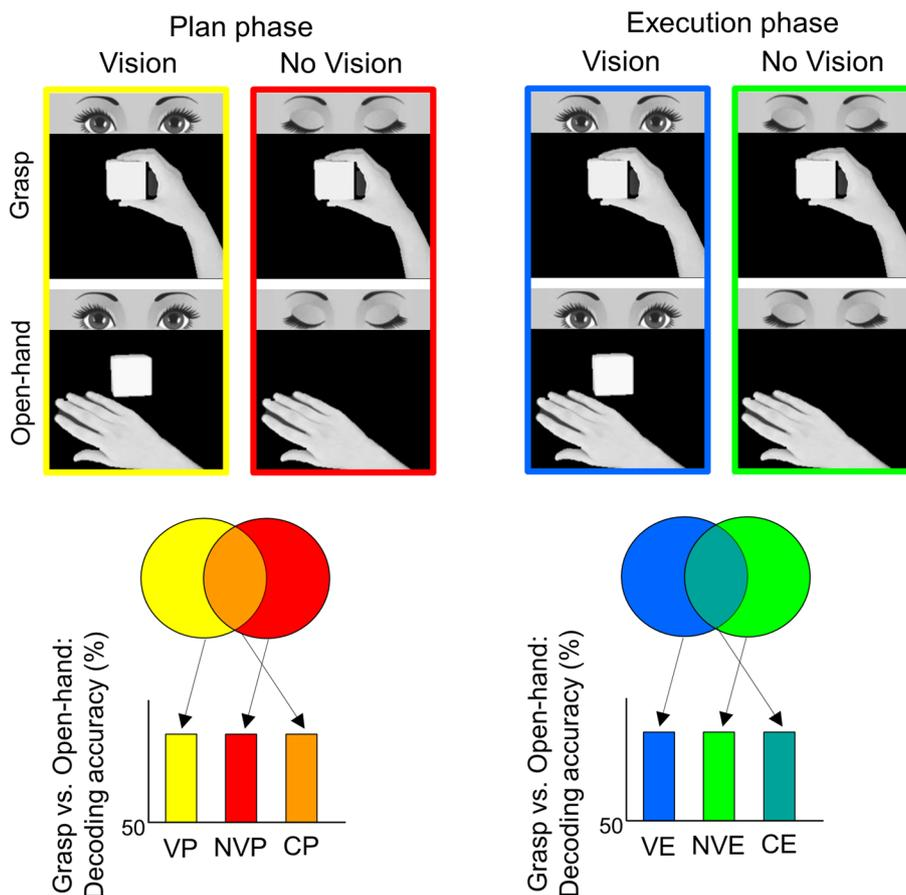 Plan phase
Vision
No Vision
Grasp
Open-hand
Grasp vs. Open-hand:
Decoding accuracy (%)
50
VP
NVP
CP
Execution phase
Vision
No Vision
Grasp vs. Open-hand:
Decoding accuracy (%)
50
VE
NVE
CE